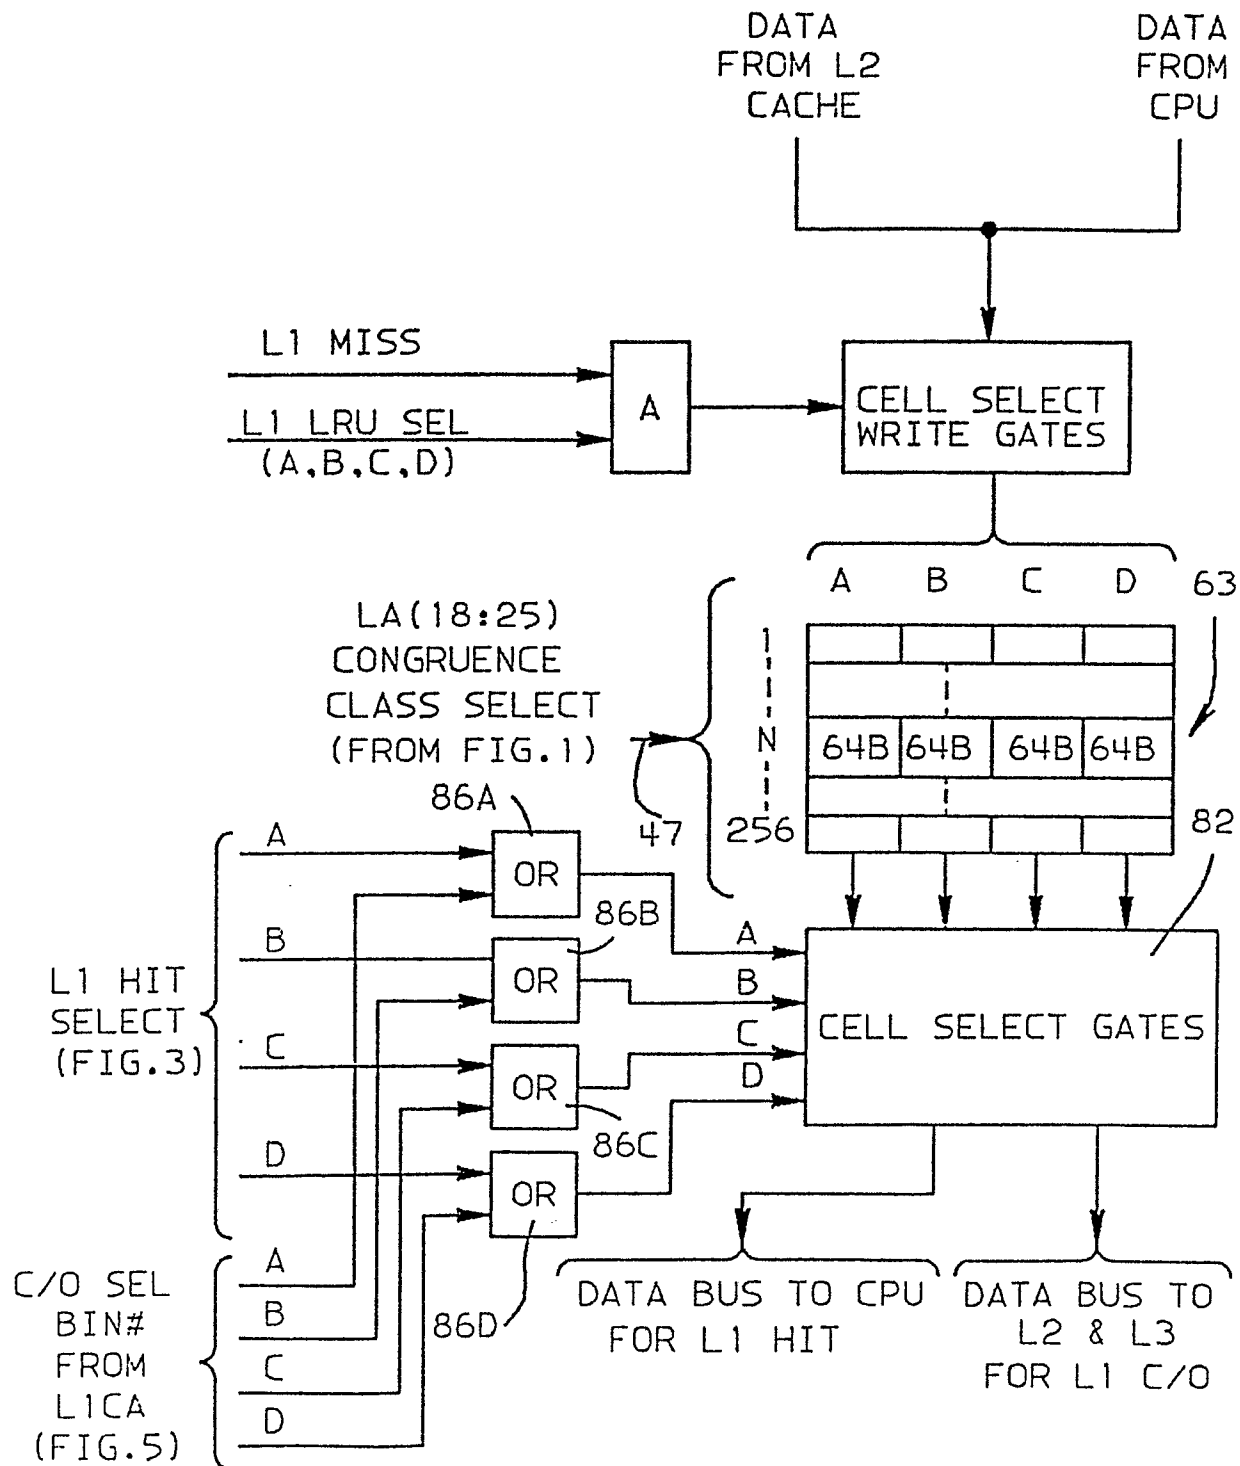 DATA
FROM L2
CACHE
DATA
FROM
CPU
L1 MISS
L1 LRU SEL
(A,B,C,D)
A
CELL SELECT
WRITE GATES
A B C D
63
LA(18:25)
CONGRUENCE
CLASS SELECT
(FROM FIG.1)
N
64B 64B 64B 64B
47
256
82
86A
A
OR
86B
B
OR
L1 HIT
SELECT
(FIG.3)
C
OR
86C
D
OR
86D
A
B
C
D
CELL SELECT GATES
C/O SEL
BIN#
FROM
L1CA
(FIG.5)
A
B
C
D
DATA BUS TO CPU
FOR L1 HIT
DATA BUS TO
L2 & L3
FOR L1 C/O